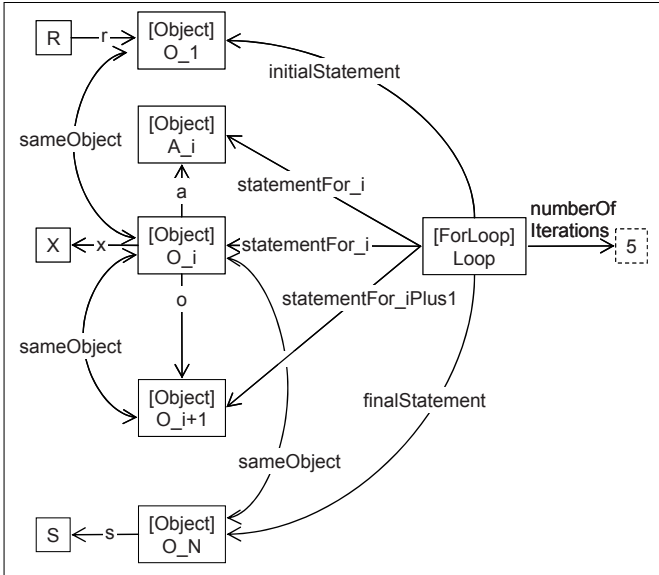 R
r
[Object]
O_1
initialStatement
sameObject
[Object]
A_i
statementFor_i
a
X
x
[Object]
O_i
statementFor_i
[ForLoop]
Loop
numberOf
Iterations
5
o
statementFor_iPlus1
sameObject
[Object]
O_i+1
finalStatement
sameObject
S
s
[Object]
O_N